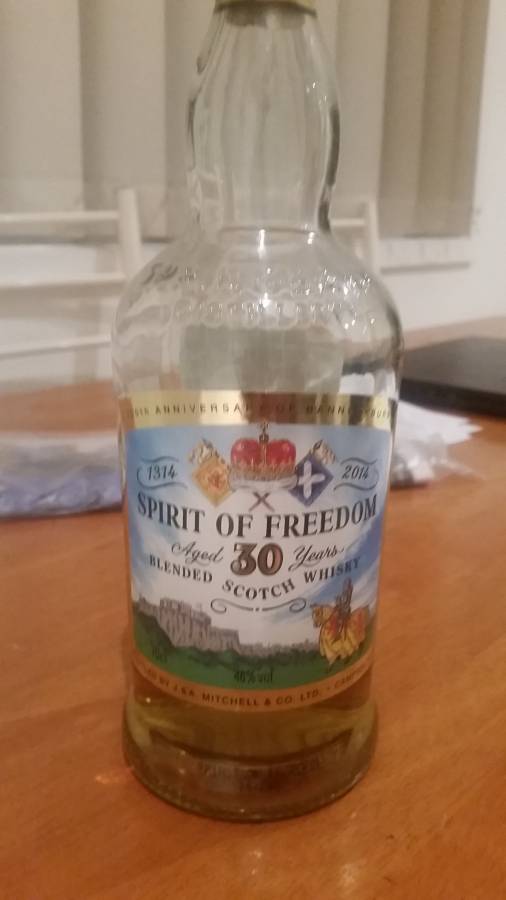 ANNIVERSARY OF
1314 2014
SPIRIT OF FREEDOM
Aged 30 Years
BLENDED SCOTCH WHISKY
70cl 46% vol
BY J.&A. MITCHELL & CO. LTD.